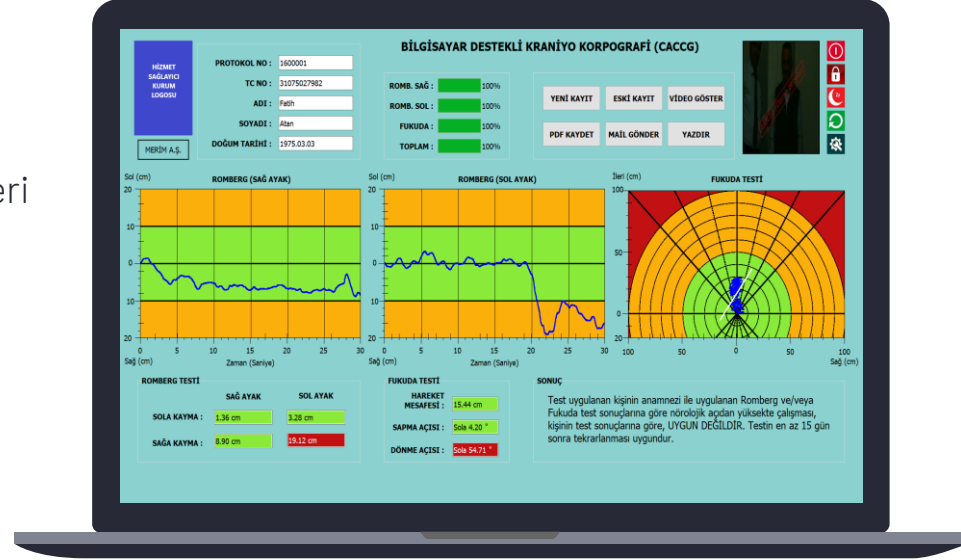 eri
BİLGİSAYAR DESTEKLİ KRANİYO KORPOGRAFİ (CACCG)
HİZMET
SAĞLAYICI
KURUM
LOGOSU
MERİM A.Ş.
PROTOKOL NO : 1600001
TC NO : 31075027982
ADI : Fatih
SOYADI : Atan
DOĞUM TARİHİ : 1975.03.03
ROMB. SAĞ : 100%
ROMB. SOL : 100%
FUKUDA : 100%
TOPLAM : 100%
YENİ KAYIT ESKİ KAYIT VİDEO GÖSTER
PDF KAYDET MAİL GÖNDER YAZDIR
Sol (cm) ROMBERG (SAĞ AYAK)
20
10
0
10
20
0 5 10 15 20 25 30
Sağ (cm) Zaman (Saniye)
Sol (cm) ROMBERG (SOL AYAK)
20
10
0
10
20
0 5 10 15 20 25 30
Sağ (cm) Zaman (Saniye)
İleri (cm) FUKUDA TESTİ
100
50
0
20
100 50 0 50 100
Sağ (cm)
ROMBERG TESTİ
SAĞ AYAK SOL AYAK
SOLA KAYMA : 1.36 cm 3.28 cm
SAĞA KAYMA : 8.90 cm 19.12 cm
FUKUDA TESTİ
HAREKET
MESAFESİ : 15.44 cm
SAPMA AÇISI : Sola 4.20 °
DÖNME AÇISI : Sola 54.71 °
SONUÇ
Test uygulanan kişinin anamnezi ile uygulanan Romberg ve/veya
Fukuda test sonuçlarına göre nörolojik açıdan yüksekte çalışması,
kişinin test sonuçlarına göre, UYGUN DEĞİLDİR. Testin en az 15 gün
sonra tekrarlanması uygundur.